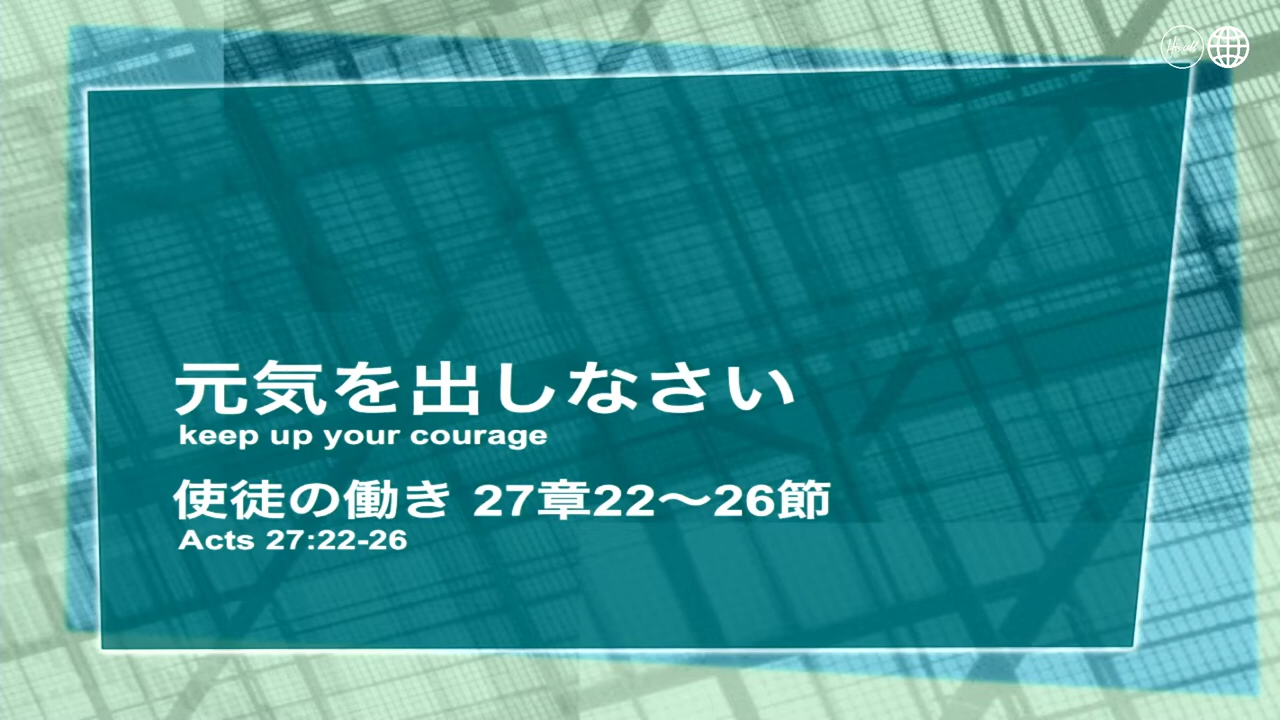 元気を出しなさい
keep up your courage
使徒の働き 27章22〜26節
Acts 27:22-26